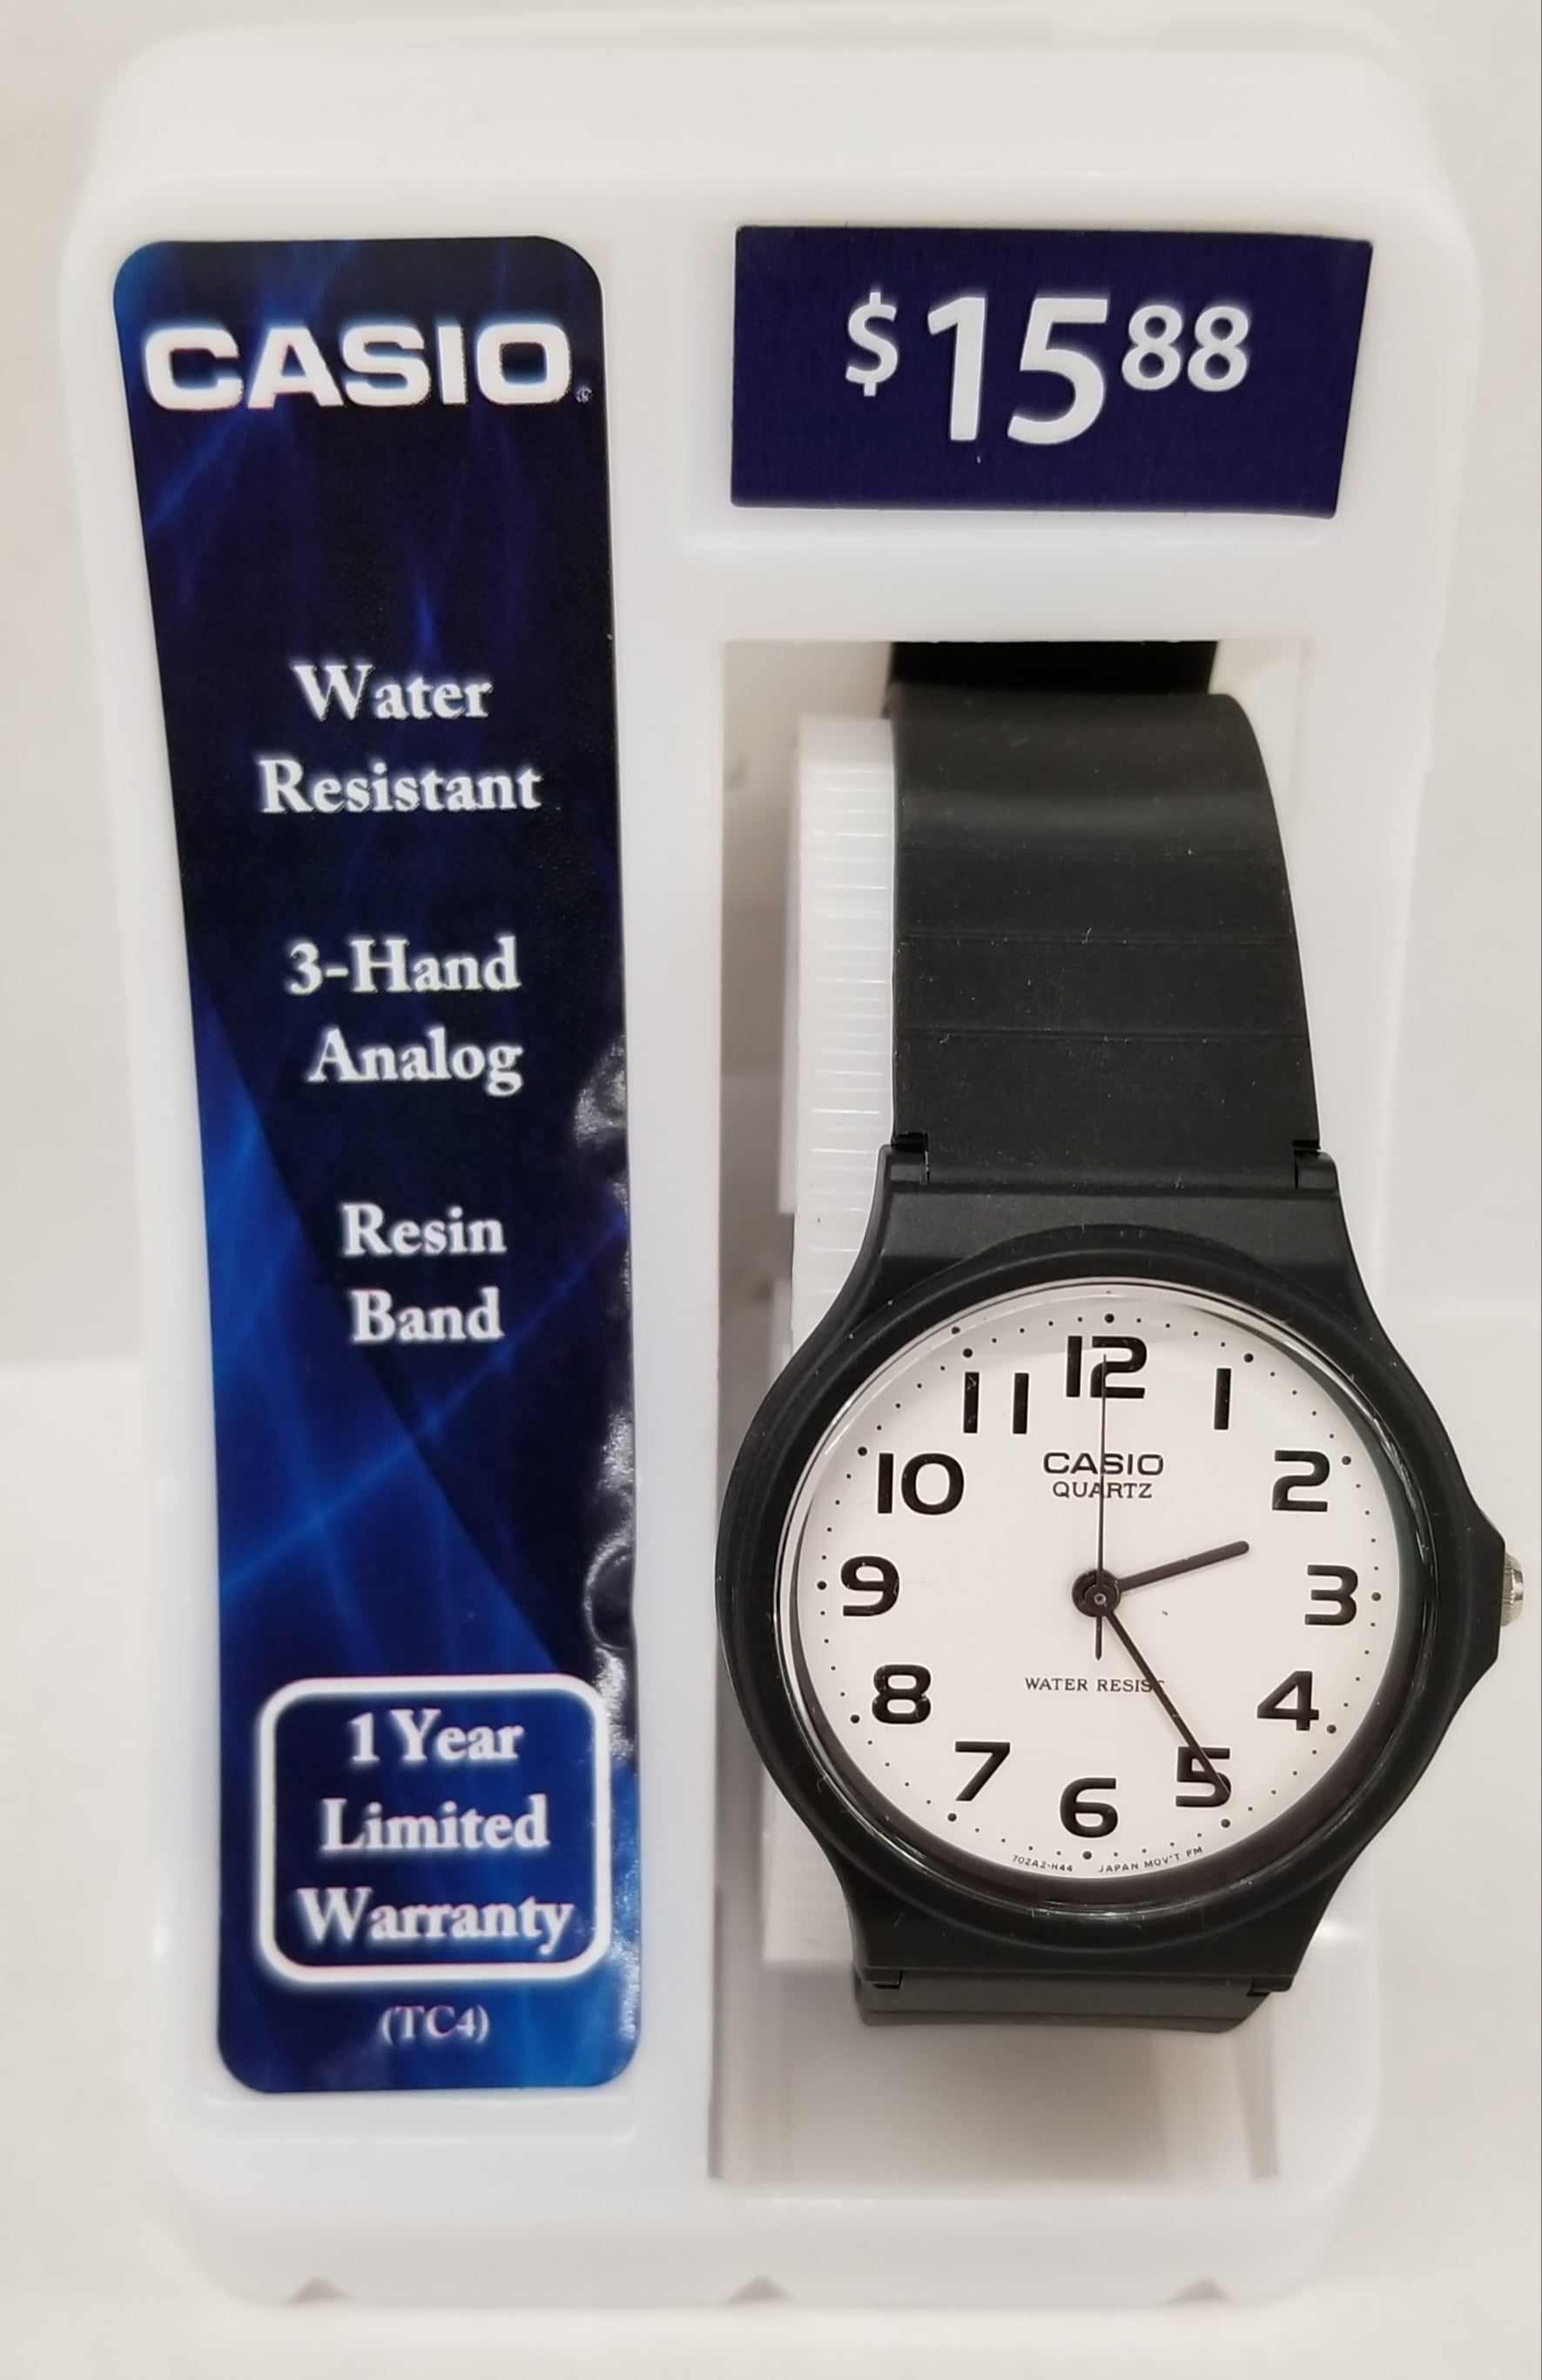 CASIO®
$15 88
Water
Resistant
3-Hand
Analog
Resin
Band
1 Year
Limited
Warranty
(TC4)
12
11 1
10 2
CASIO
QUARTZ
9 3
WATER RESIST
8 4
7 5
6
702A2-H44 JAPAN MOV'T FM